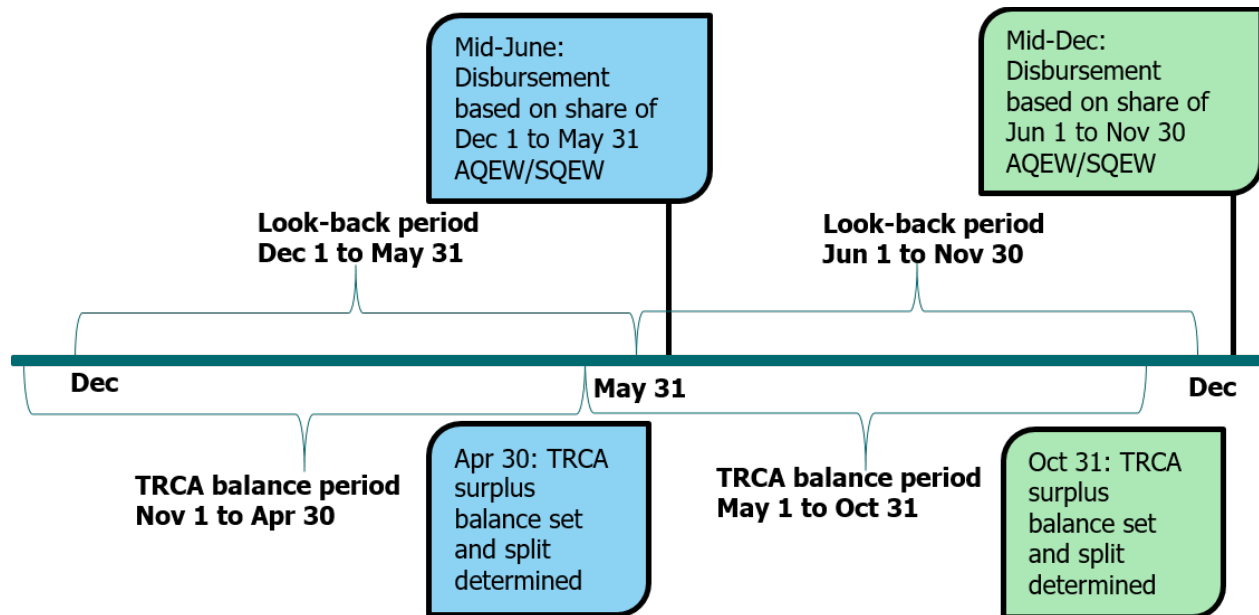 Mid-June:
Disbursement
based on share of
Dec 1 to May 31
AQEW/SQEW
Mid-Dec:
Disbursement
based on share of
Jun 1 to Nov 30
AQEW/SQEW
Look-back period
Dec 1 to May 31
Look-back period
Jun 1 to Nov 30
Dec
May 31
Dec
TRCA balance period
Nov 1 to Apr 30
Apr 30: TRCA
surplus
balance set
and split
determined
TRCA balance period
May 1 to Oct 31
Oct 31: TRCA
surplus
balance set
and split
determined